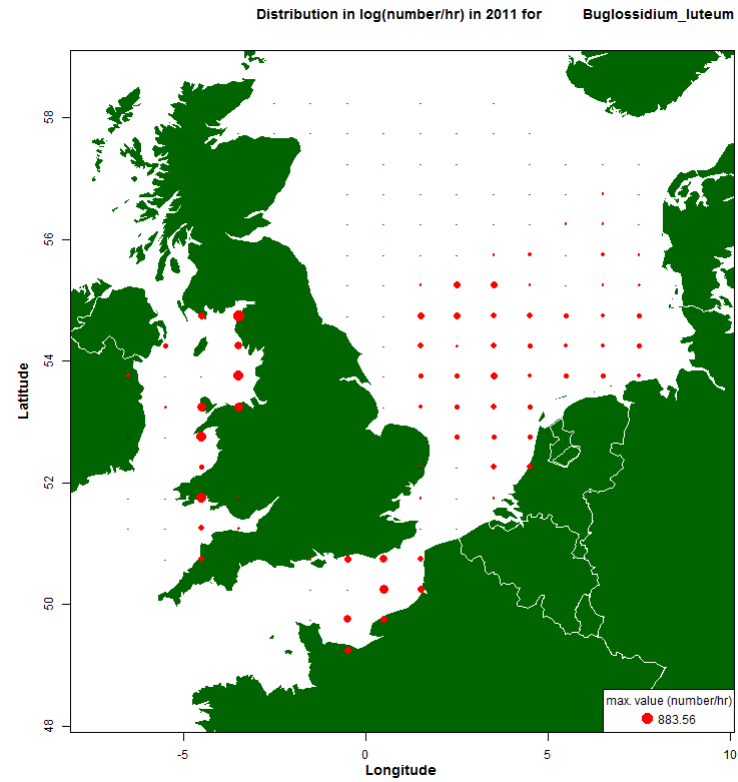 Distribution in log(number/hr) in 2011 for Buglossidium_luteum
58
56
54
52
50
48
Latitude
-5 0 5 10
Longitude
max. value (number/hr)
883.56